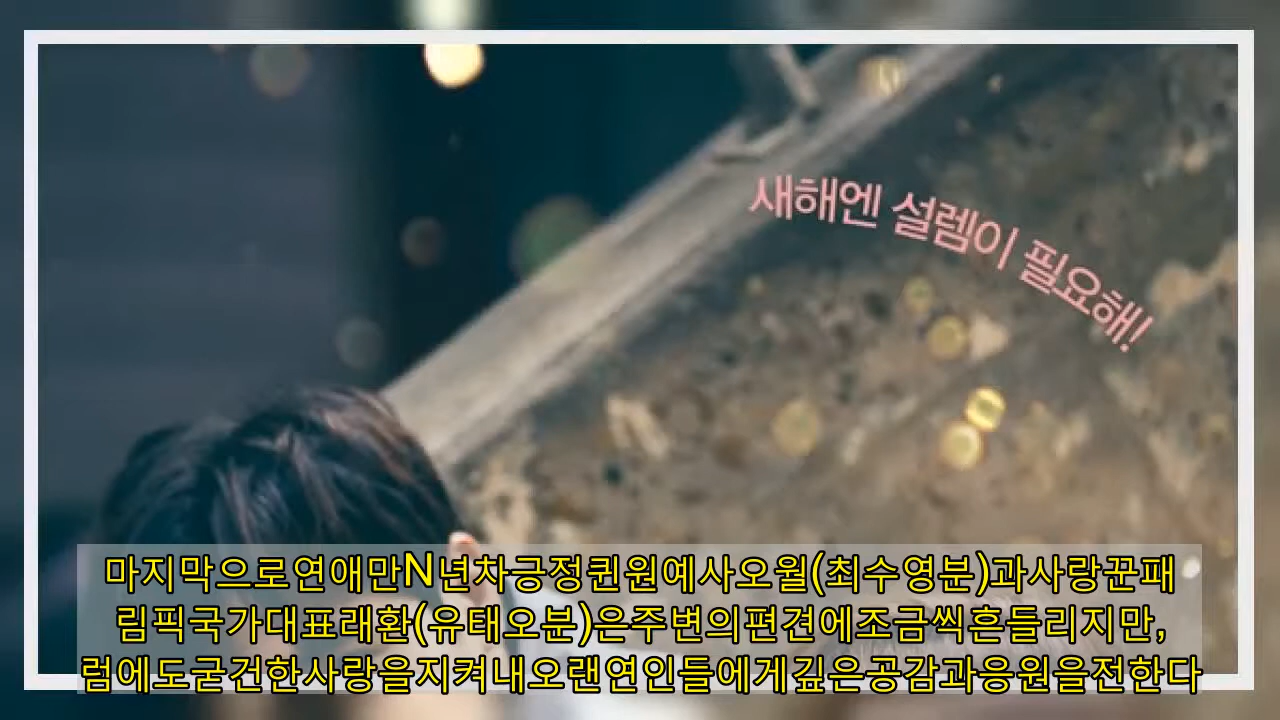 새해엔 설렘이 필요해!
마지막으로연애만N년차긍정퀸원예사오월(최수영분)과사랑꾼패
림픽국가대표래환(유태오분)은주변의편견에조금씩흔들리지만,
럼에도굳건한사랑을지켜내오랜연인들에게깊은공감과응원을전한다